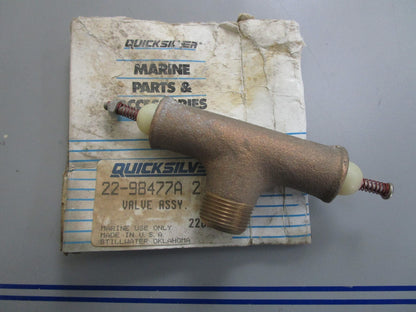 QUICKSILVER
MARINE
PARTS &
ACCESSORIES
QUICKSILVER
22-98477A 2
VALVE ASSY.
MARINE USE ONLY
MADE IN U.S.A
STILLWATER OKLAHOMA